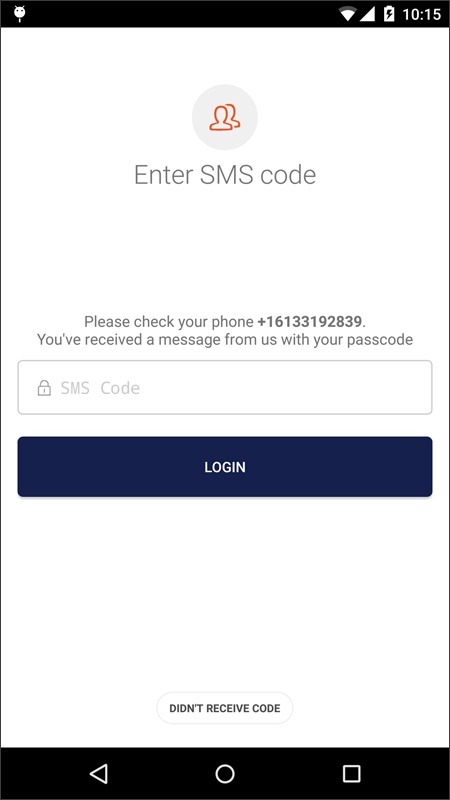 10:15
Enter SMS code
Please check your phone +16133192839.
You've received a message from us with your passcode
SMS Code
LOGIN
DIDN'T RECEIVE CODE